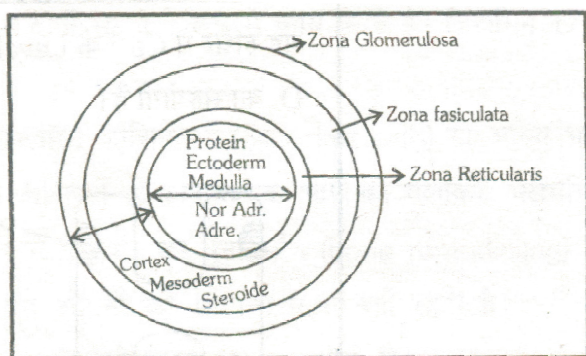 Zona Glomerulosa
Zona fasiculata
Zona Reticularis
Protein
Ectoderm
Medulla
Nor Adr.
Adre.
Cortex
Mesoderm
Steroide